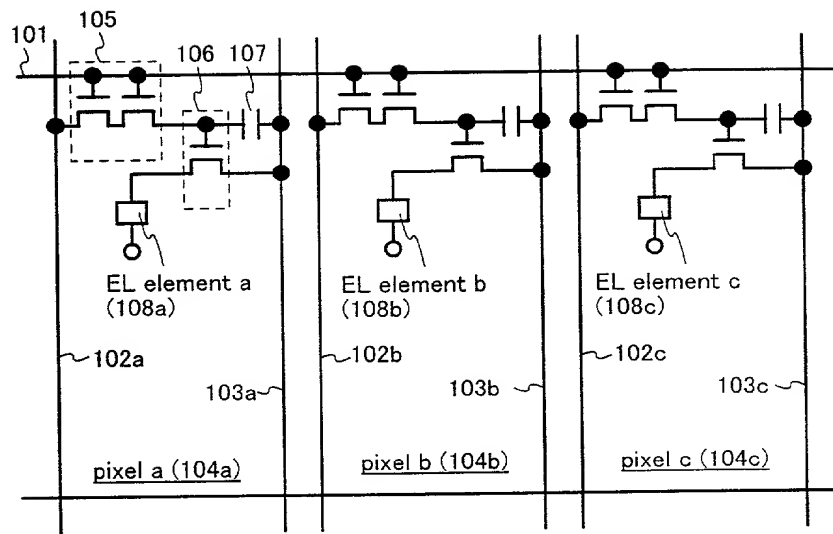 105
101
106
107
EL element a
(108a)
EL element b
(108b)
EL element c
(108c)
102a
102b
102c
103a
103b
103c
pixel a (104a)
pixel b (104b)
pixel c (104c)